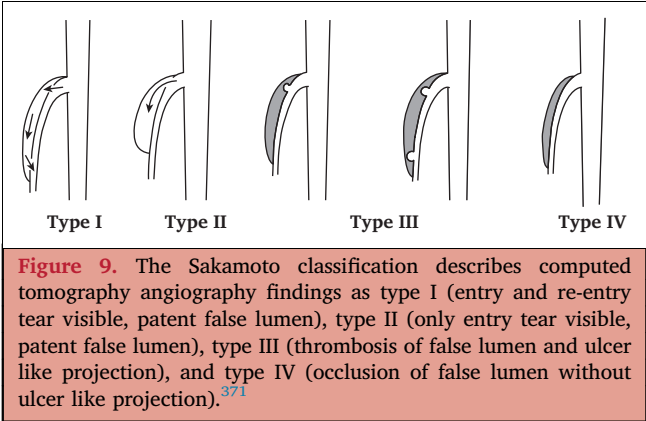 Type I Type II Type III Type IV
Figure 9. The Sakamoto classification describes computed
tomography angiography findings as type I (entry and re-entry
tear visible, patent false lumen), type II (only entry tear visible,
patent false lumen), type III (thrombosis of false lumen and ulcer
like projection), and type IV (occlusion of false lumen without
ulcer like projection).371